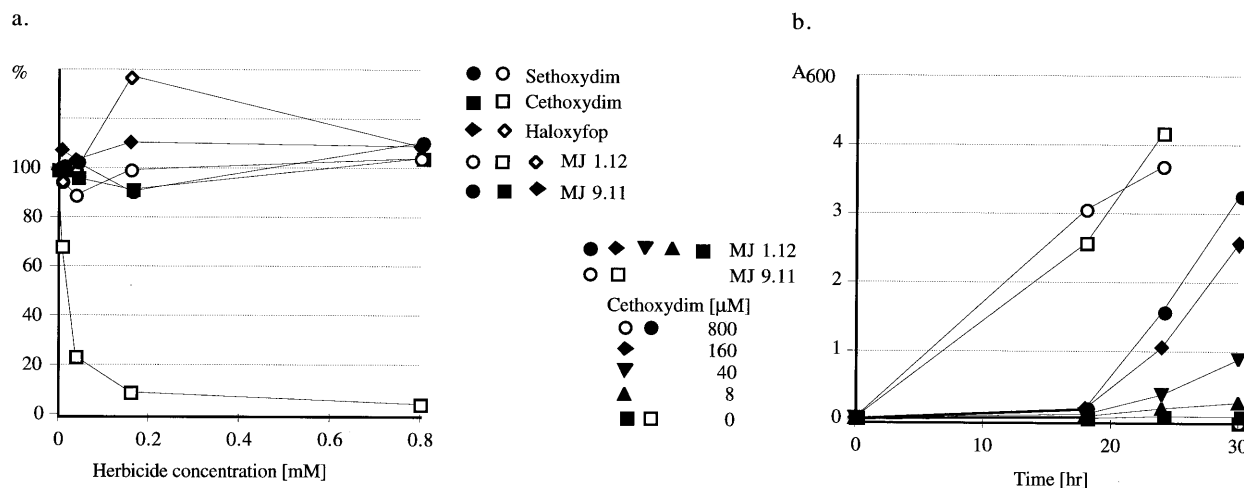 a.
%
100
80
60
40
20
0
0 0.2 0.4 0.6 0.8
Herbicide concentration [mM]
Sethoxydim
Cethoxydim
Haloxyfop
MJ 1.12
MJ 9.11
MJ 1.12
MJ 9.11
Cethoxydim [μM]
800
160
40
8
0
b.
A600
4
3
2
1
0
0 10 20 30
Time [hr]